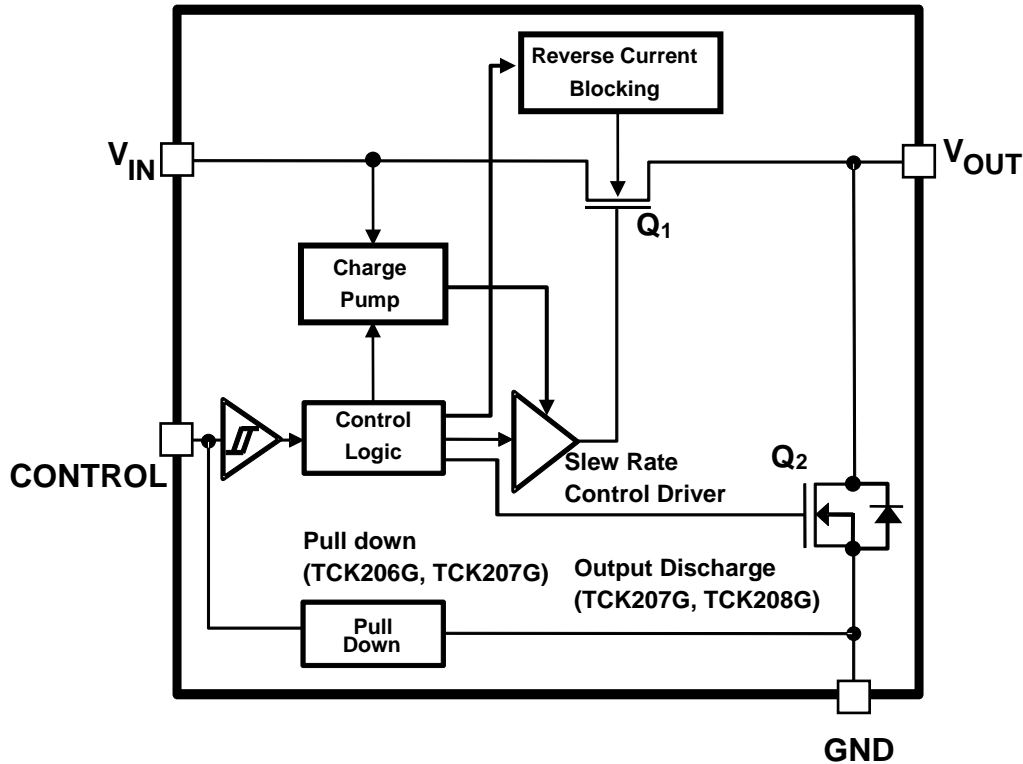 Reverse Current
Blocking
VIN
VOUT
Q1
Charge
Pump
Control
Logic
CONTROL
Slew Rate
Control Driver
Q2
Pull down
(TCK206G, TCK207G)
Output Discharge
(TCK207G, TCK208G)
Pull
Down
GND